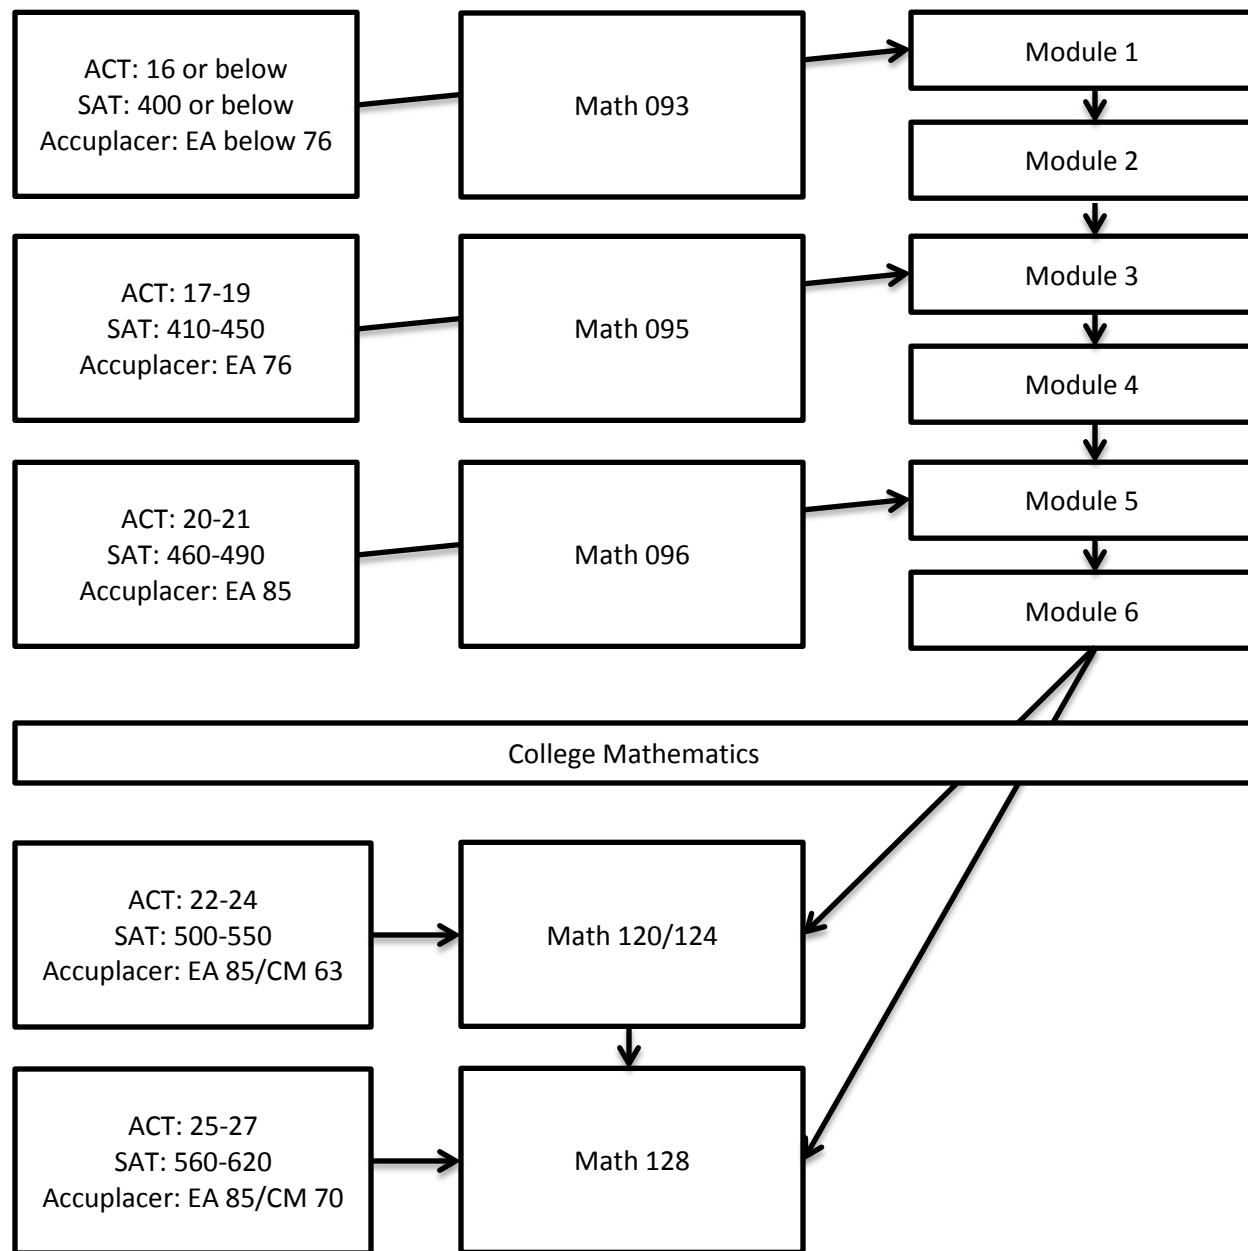 ACT: 16 or below
SAT: 400 or below
Accuplacer: EA below 76
Math 093
Module 1
Module 2
ACT: 17-19
SAT: 410-450
Accuplacer: EA 76
Math 095
Module 3
Module 4
ACT: 20-21
SAT: 460-490
Accuplacer: EA 85
Math 096
Module 5
Module 6
College Mathematics
ACT: 22-24
SAT: 500-550
Accuplacer: EA 85/CM 63
Math 120/124
ACT: 25-27
SAT: 560-620
Accuplacer: EA 85/CM 70
Math 128